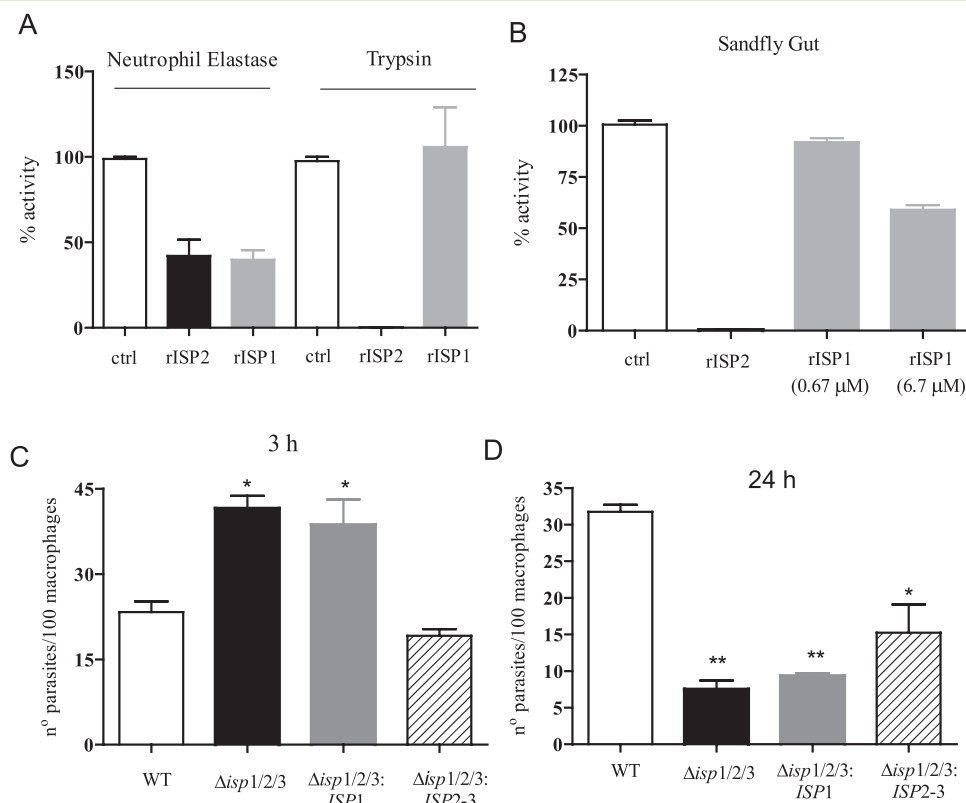 A
Neutrophil Elastase
Trypsin
% activity
150
100
50
0
ctrl
rISP2
rISP1
ctrl
rISP2
rISP1
B
Sandfly Gut
% activity
125
100
75
50
25
0
ctrl
rISP2
rISP1
(0.67 µM)
rISP1
(6.7 µM)
C
3 h
nº parasites/100 macrophages
45
30
15
0
*
*
WT
Δisp1/2/3
Δisp1/2/3:
ISP1
Δisp1/2/3:
ISP2-3
D
24 h
nº parasites/100 macrophages
35
30
25
20
15
10
5
0
**
**
*
WT
Δisp1/2/3
Δisp1/2/3:
ISP1
Δisp1/2/3:
ISP2-3